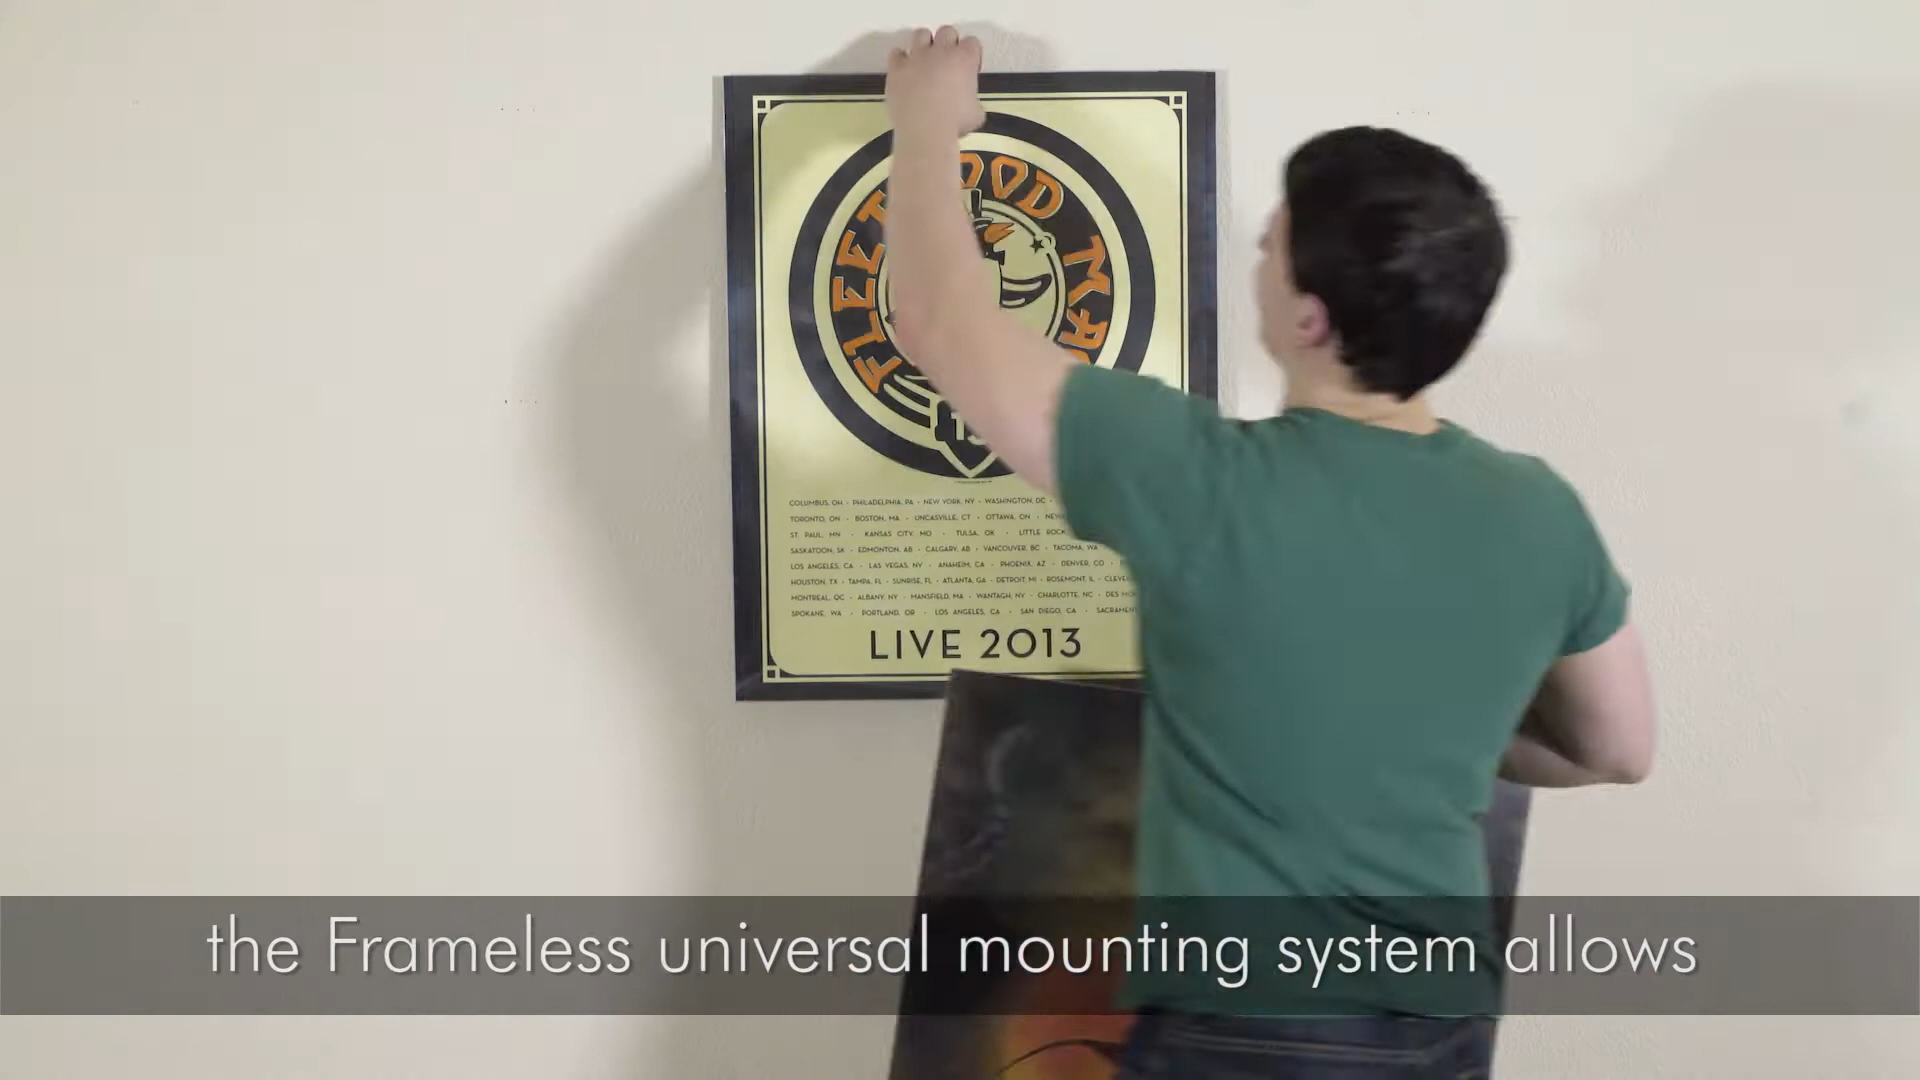 FLEET OOD MA
COLUMBUS, OH · PHILADELPHIA, PA · NEW YORK, NY · WASHINGTON, DC ·
TORONTO, ON · BOSTON, MA · UNCASVILLE, CT · OTTAWA, ON ·
ST. PAUL, MN · KANSAS CITY, MO · TULSA, OK · LITTLE ROCK
SASKATOON, SK · EDMONTON, AB · CALGARY, AB · VANCOUVER, BC · TACOMA, WA
LOS ANGELES, CA · LAS VEGAS, NV · ANAHEIM, CA · PHOENIX, AZ · DENVER, CO ·
HOUSTON, TX · TAMPA, FL · SUNRISE, FL · ATLANTA, GA · DETROIT, MI · ROSEMONT, IL ·
MONTREAL, QC · ALBANY, NY · MANSFIELD, MA · WANTAGH, NY · CHARLOTTE, NC ·
SPOKANE, WA · PORTLAND, OR · LOS ANGELES, CA · SAN DIEGO, CA ·
LIVE 2013
the Frameless universal mounting system allows